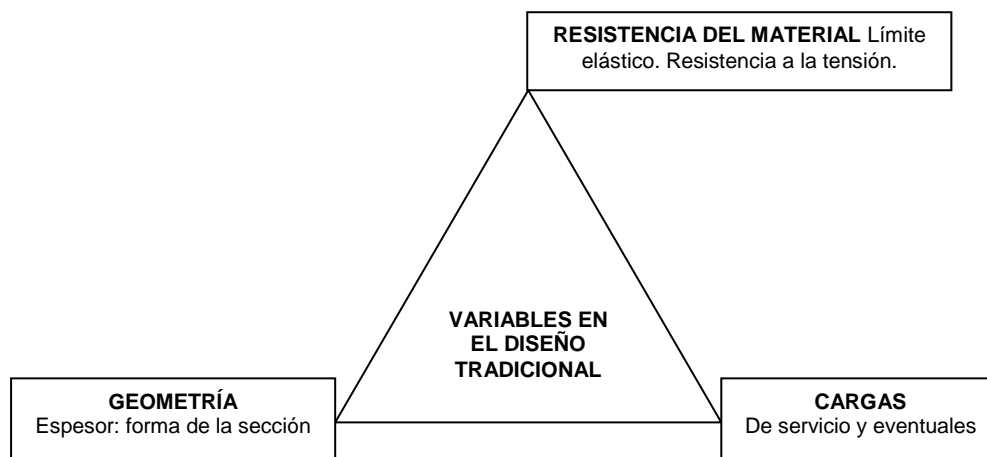 RESISTENCIA DEL MATERIAL Límite
elástico. Resistencia a la tensión.
VARIABLES EN
EL DISEÑO
TRADICIONAL
GEOMETRÍA
Espesor: forma de la sección
CARGAS
De servicio y eventuales